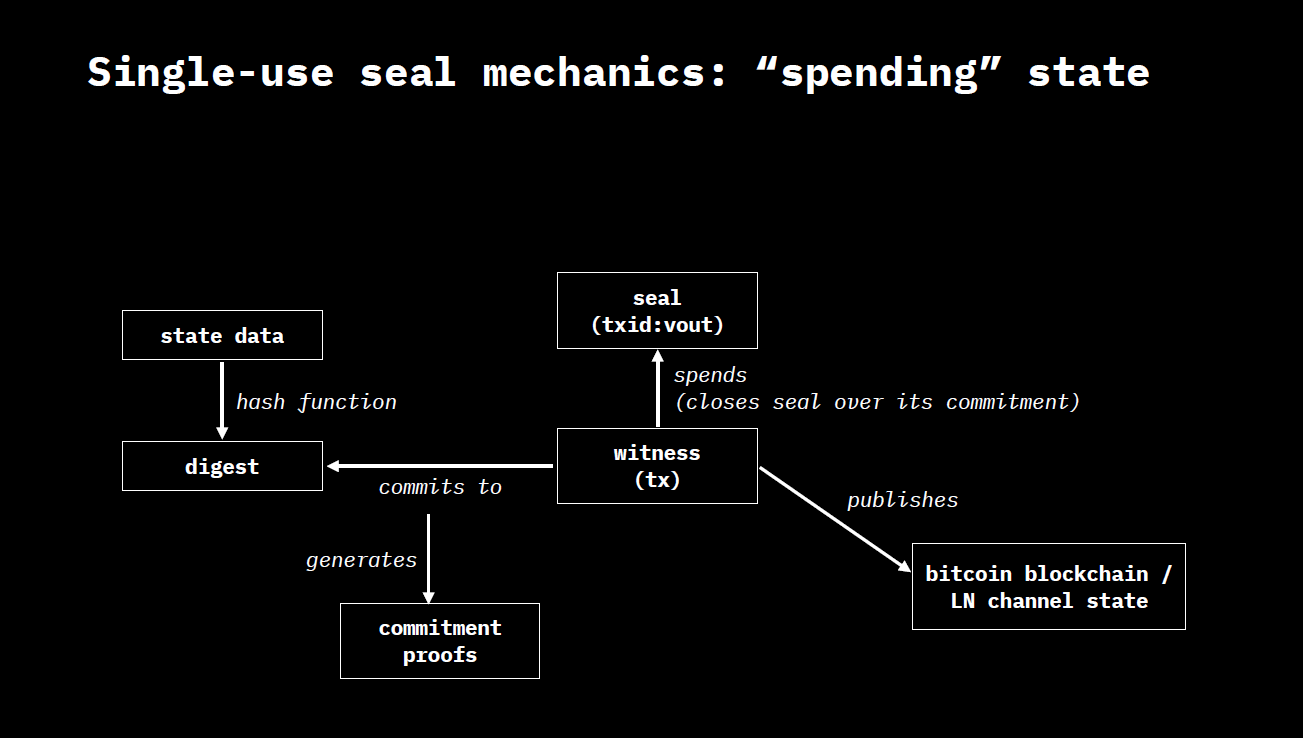 Single-use seal mechanics: “spending” state
seal
(txid:vout)
state data
spends
(closes seal over its commitment)
hash function
witness
(tx)
digest
commits to
publishes
generates
bitcoin blockchain /
LN channel state
commitment
proofs